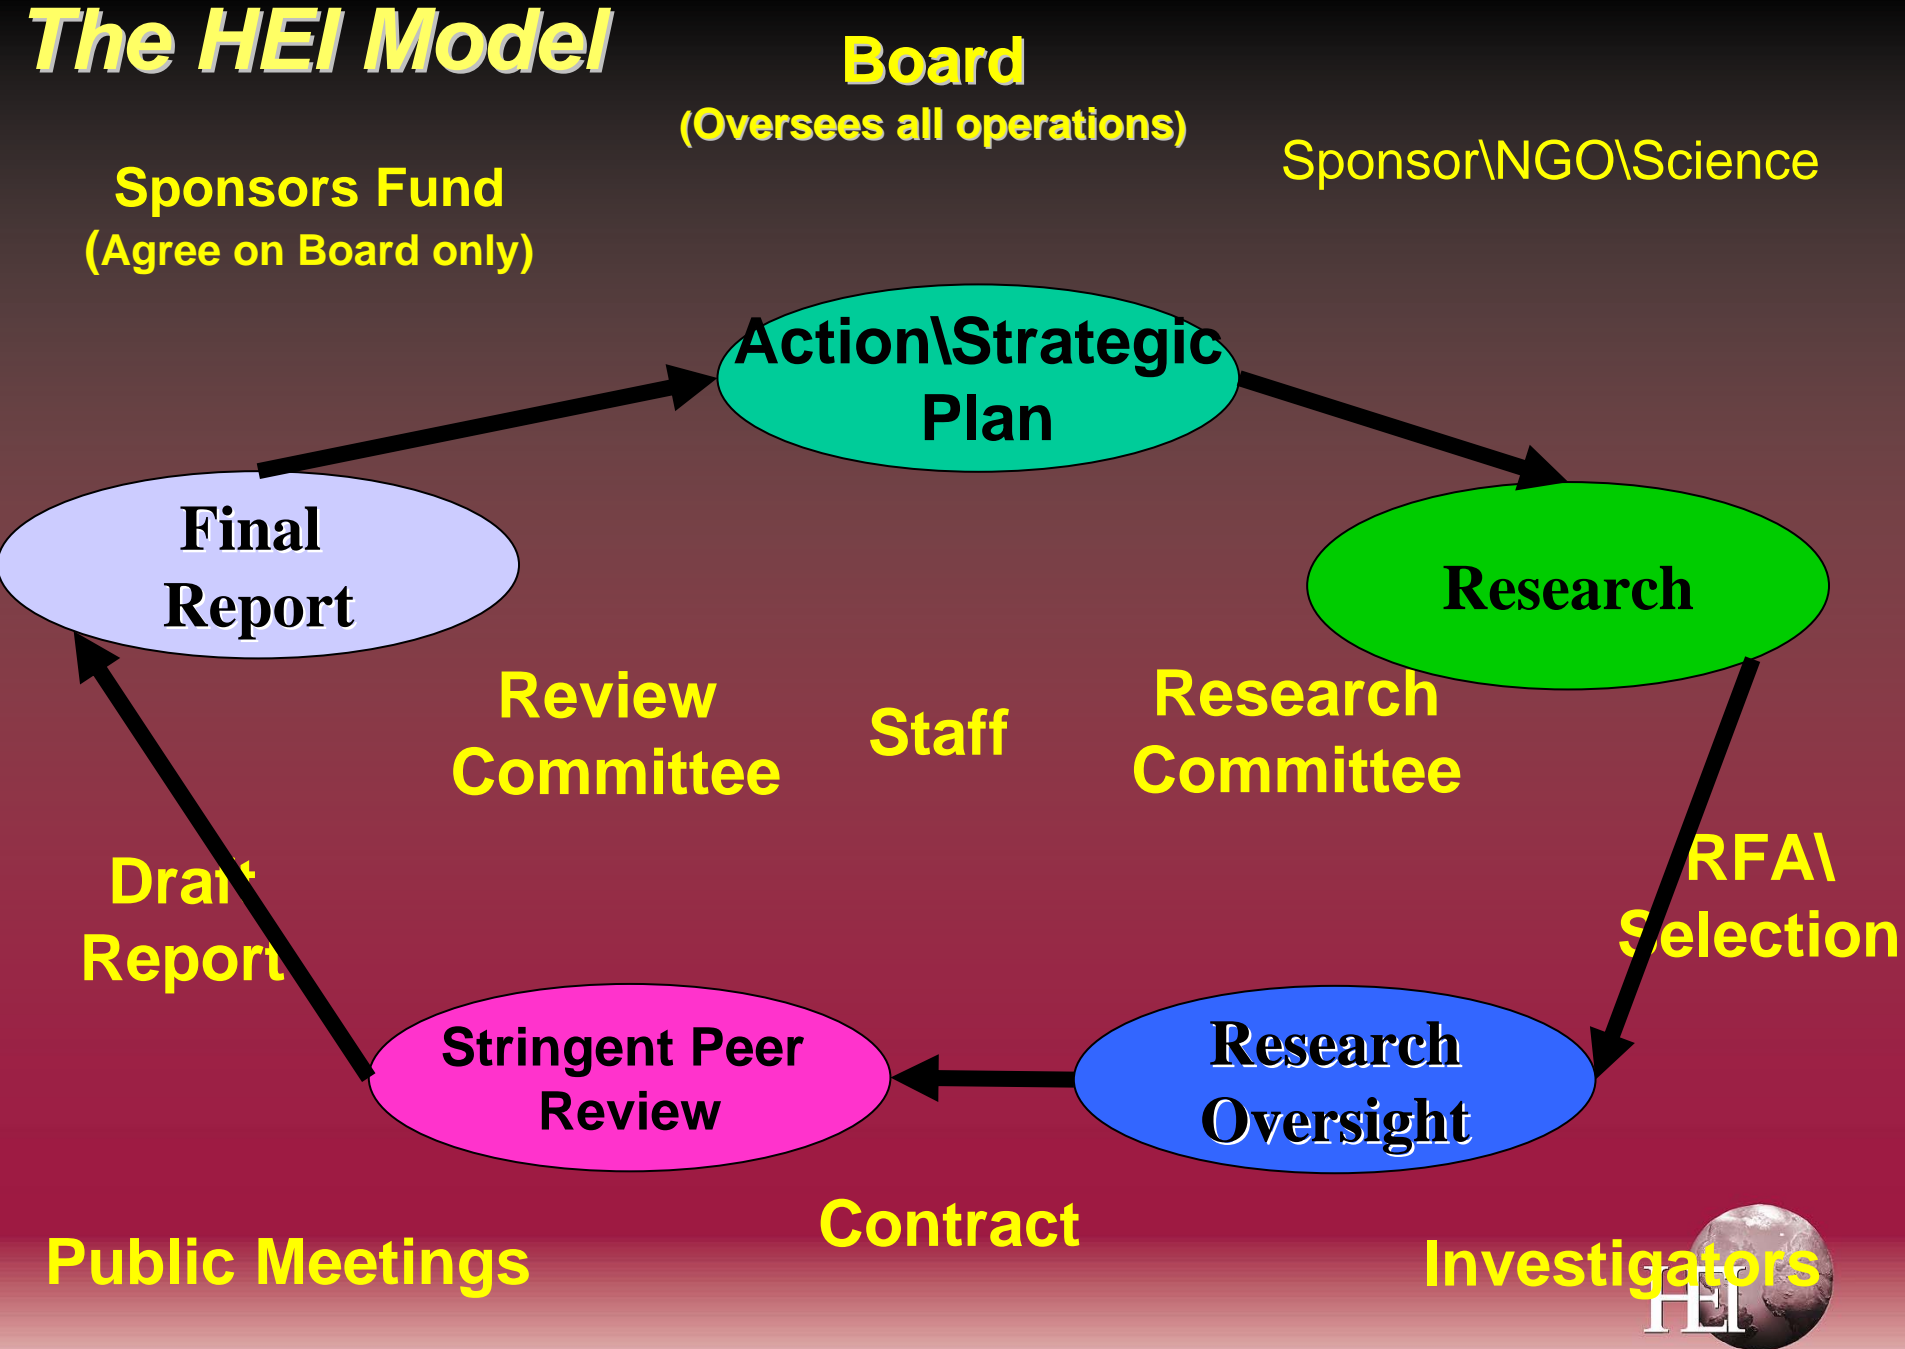 The HEI Model
Board
(Oversees all operations)
Sponsor\NGO\Science
Sponsors Fund
(Agree on Board only)
Action\Strategic
Plan
Final
Report
Research
Review
Committee
Staff
Research
Committee
Draft
Report
RFA\
Selection
Stringent Peer
Review
Research
Oversight
Contract
Public Meetings
Investigators
HEI